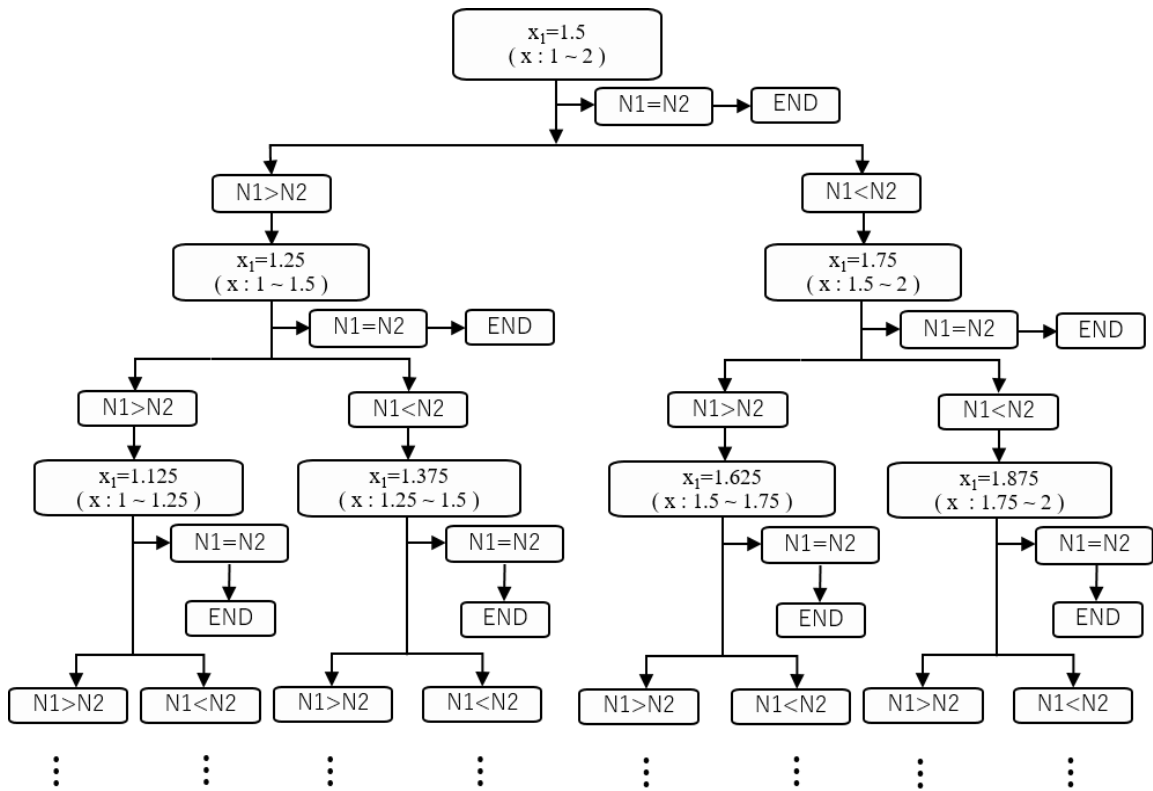 x₁=1.5
( x : 1 ~ 2 )
N1=N2
END
N1>N2
N1<N2
x₁=1.25
( x : 1 ~ 1.5 )
x₁=1.75
( x : 1.5 ~ 2 )
N1=N2
END
N1=N2
END
N1>N2
N1<N2
N1>N2
N1<N2
x₁=1.125
( x : 1 ~ 1.25 )
x₁=1.375
( x : 1.25 ~ 1.5 )
x₁=1.625
( x : 1.5 ~ 1.75 )
x₁=1.875
( x : 1.75 ~ 2 )
N1=N2
N1=N2
N1=N2
N1=N2
END
END
END
END
N1>N2
N1<N2
N1>N2
N1<N2
N1>N2
N1<N2
N1>N2
N1<N2